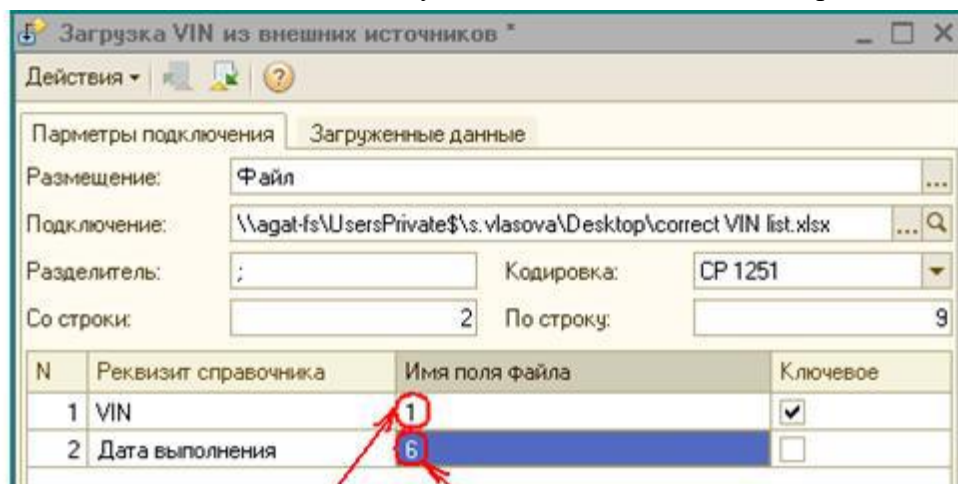 Загрузка VIN из внешних источников *
Действия
Парметры подключения Загруженные данные
Размещение: Файл ...
Подключение: \\agat-fs\UsersPrivate$\s.vlasova\Desktop\correct VIN list.xlsx ...
Разделитель: ; Кодировка: CP 1251
Со строки: 2 По строку: 9
N Реквизит справочника Имя поля файла Ключевое
1 VIN 1
2 Дата выполнения 6